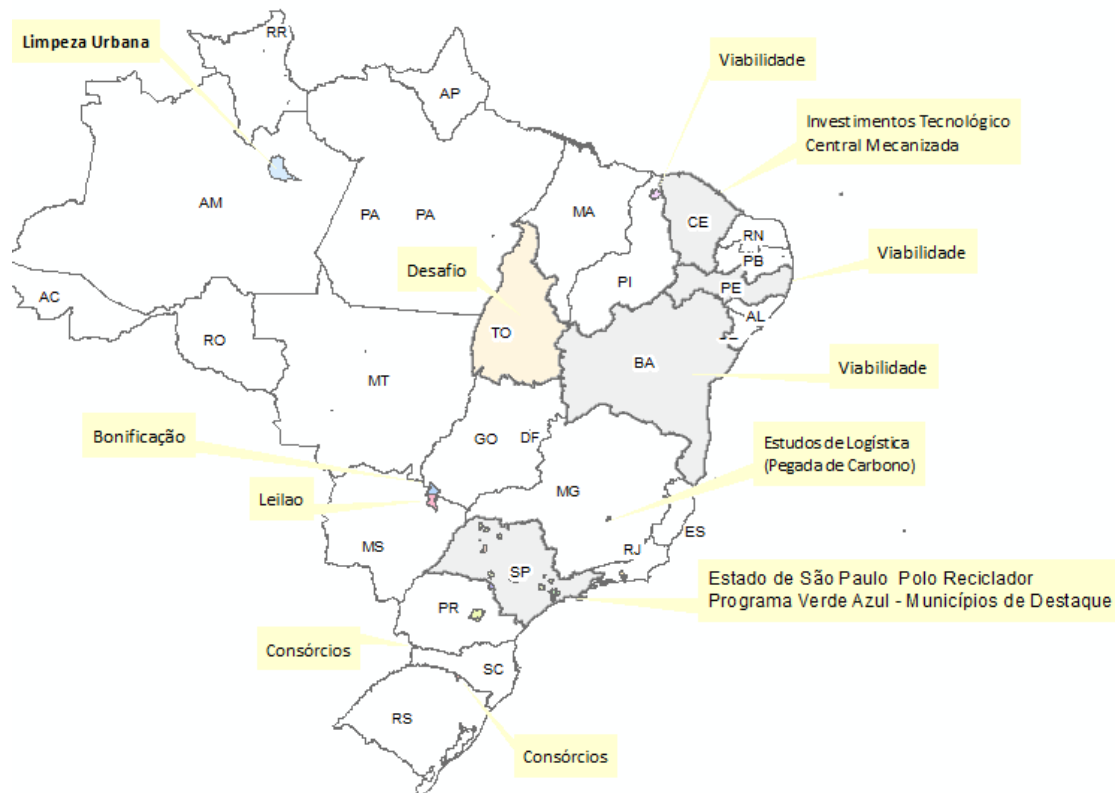 RR
Limpeza Urbana
Viabilidade
AP
Investimentos Tecnológico
Central Mecanizada
AM
PA
PA
MA
CE
RN
PB
Viabilidade
Desafio
PI
PE
AC
AL
RO
TO
BA
MT
Viabilidade
Bonificação
GO
DF
Estudos de Logística
(Pegada de Carbono)
MG
Leilao
ES
MS
RJ
SP
Estado de São Paulo Polo Reciclador
Programa Verde Azul - Municípios de Destaque
PR
Consórcios
SC
RS
Consórcios